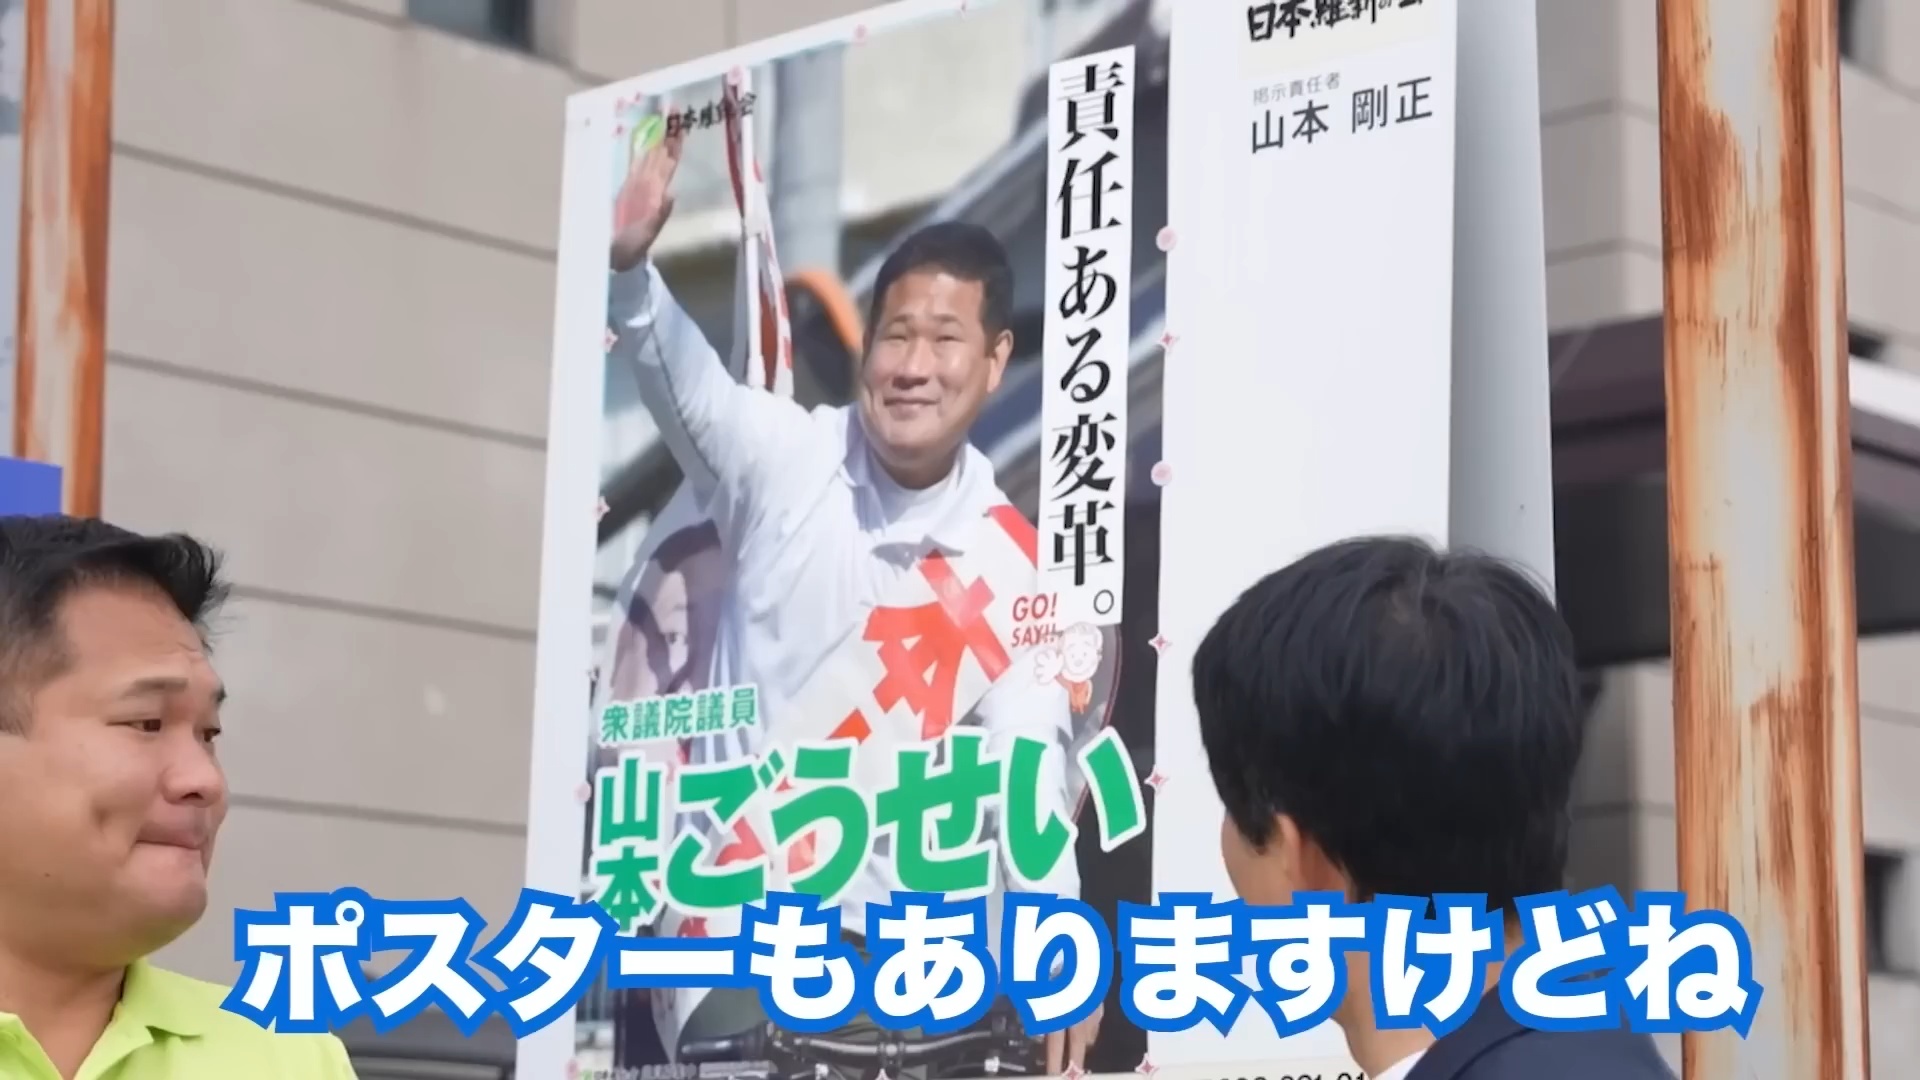 日本維新の会
掲示責任者
山本 剛正
日本維新の会
責任ある変革。
GO!
SAY!!
衆議院議員
山本ごうせい
ポスターもありますけどね